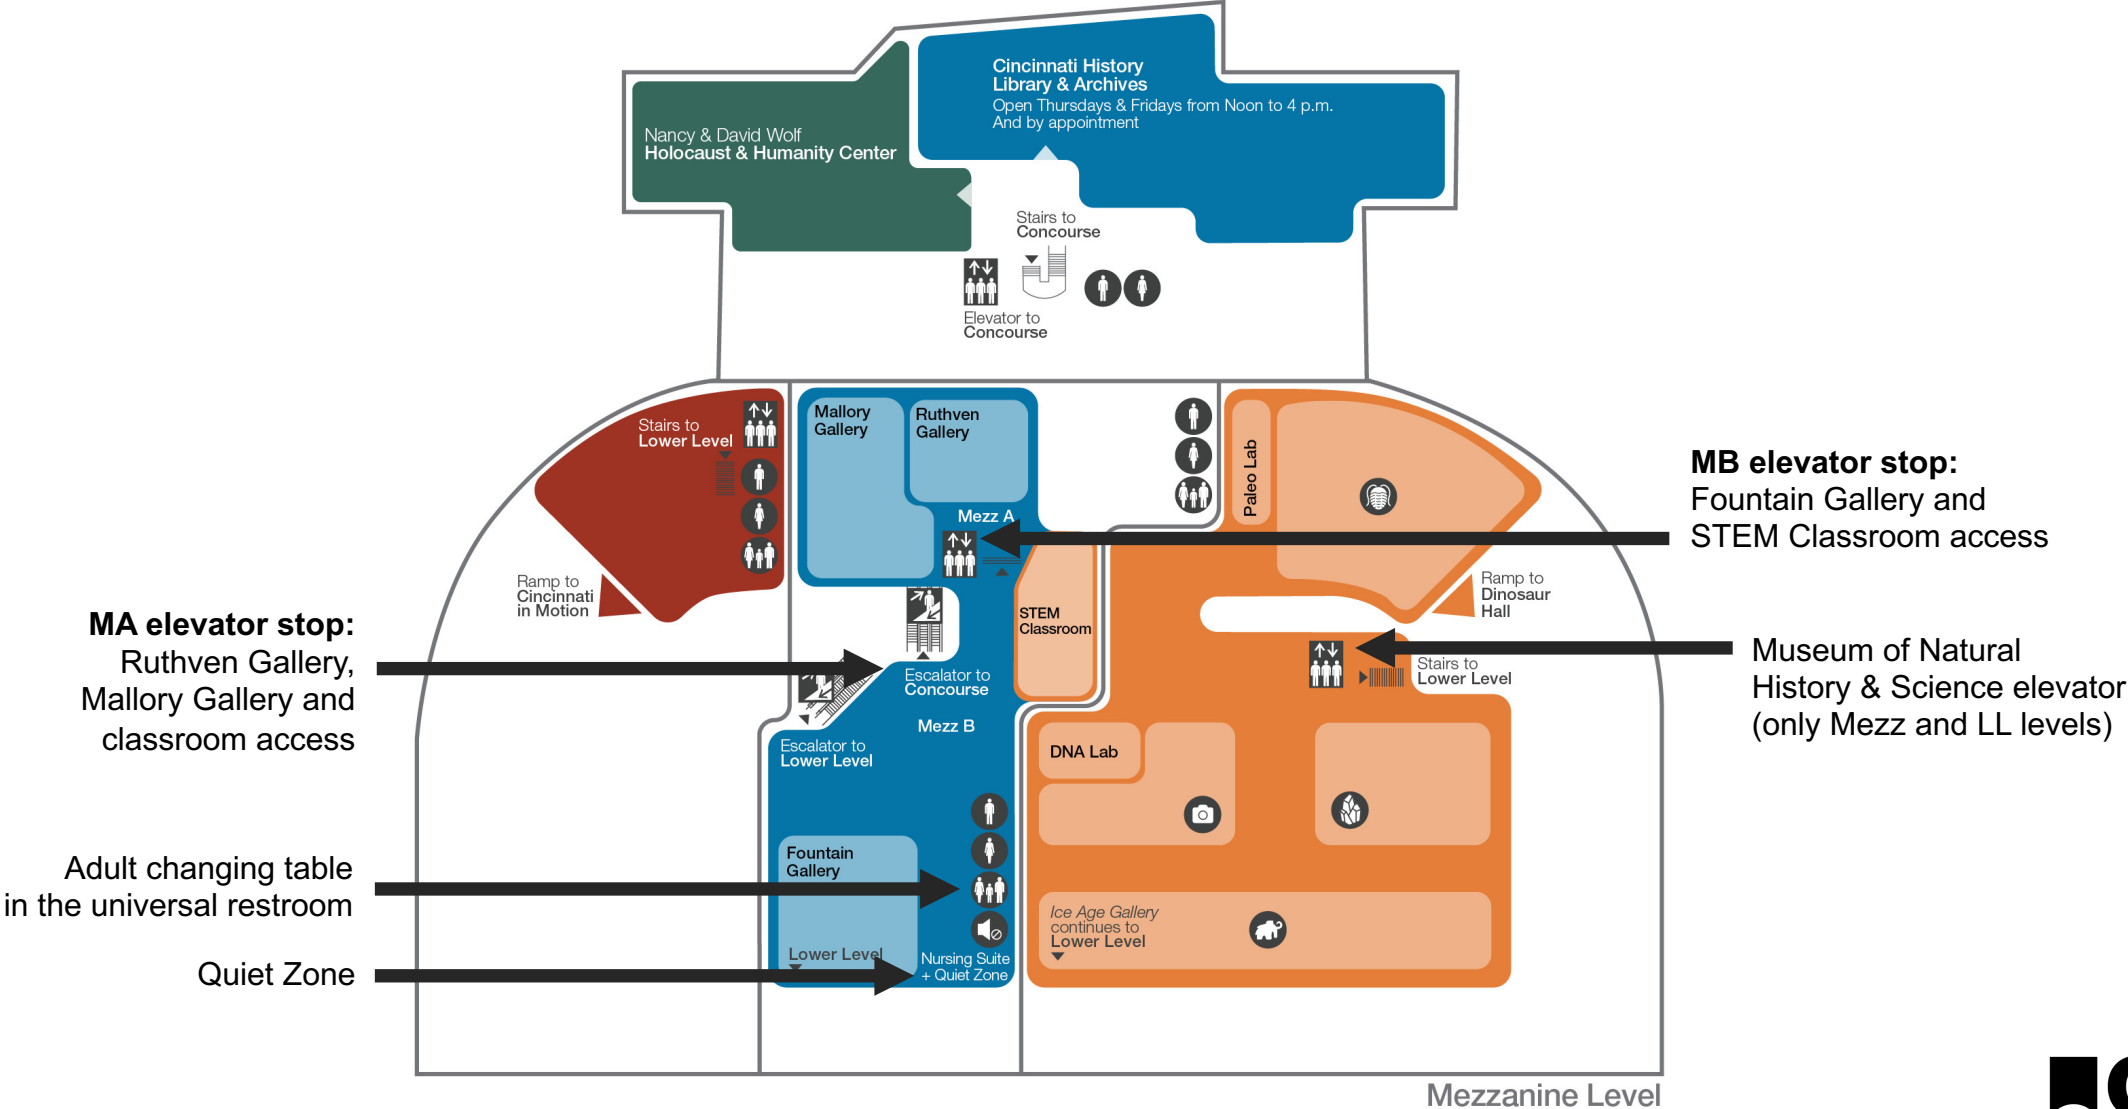 Cincinnati History
Library & Archives
Open Thursdays & Fridays from Noon to 4 p.m.
And by appointment
Nancy & David Wolf
Holocaust & Humanity Center
Stairs to
Concourse
Elevator to
Concourse
Stairs to
Lower Level
Ramp to
Cincinnati
in Motion
Mallory
Gallery
Ruthven
Gallery
Mezz A
STEM
Classroom
Escalator to
Concourse
Mezz B
Escalator to
Lower Level
Fountain
Gallery
Lower Level
Nursing Suite
+ Quiet Zone
Paleo Lab
Ramp to
Dinosaur
Hall
Stairs to
Lower Level
DNA Lab
Ice Age Gallery
continues to
Lower Level
MA elevator stop:
Ruthven Gallery,
Mallory Gallery and
classroom access
Adult changing table
in the universal restroom
Quiet Zone
MB elevator stop:
Fountain Gallery and
STEM Classroom access
Museum of Natural
History & Science elevator
(only Mezz and LL levels)
Mezzanine Level